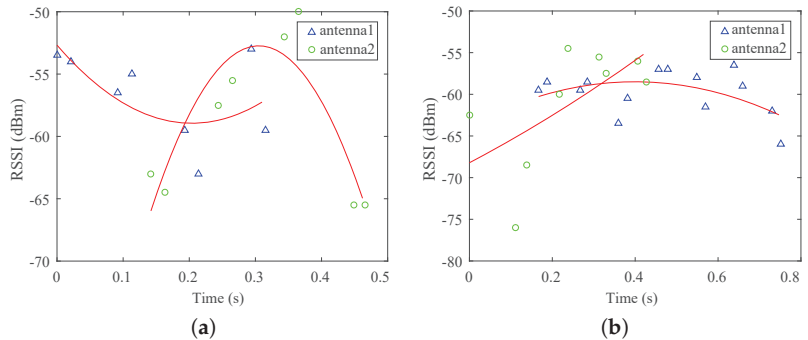 -50
-55
-60
-65
-70
RSSI (dBm)
0 0.1 0.2 0.3 0.4 0.5
Time (s)
antenna1
antenna2
(a)
-50
-55
-60
-65
-70
-75
-80
RSSI (dBm)
0 0.2 0.4 0.6 0.8
Time (s)
antenna1
antenna2
(b)